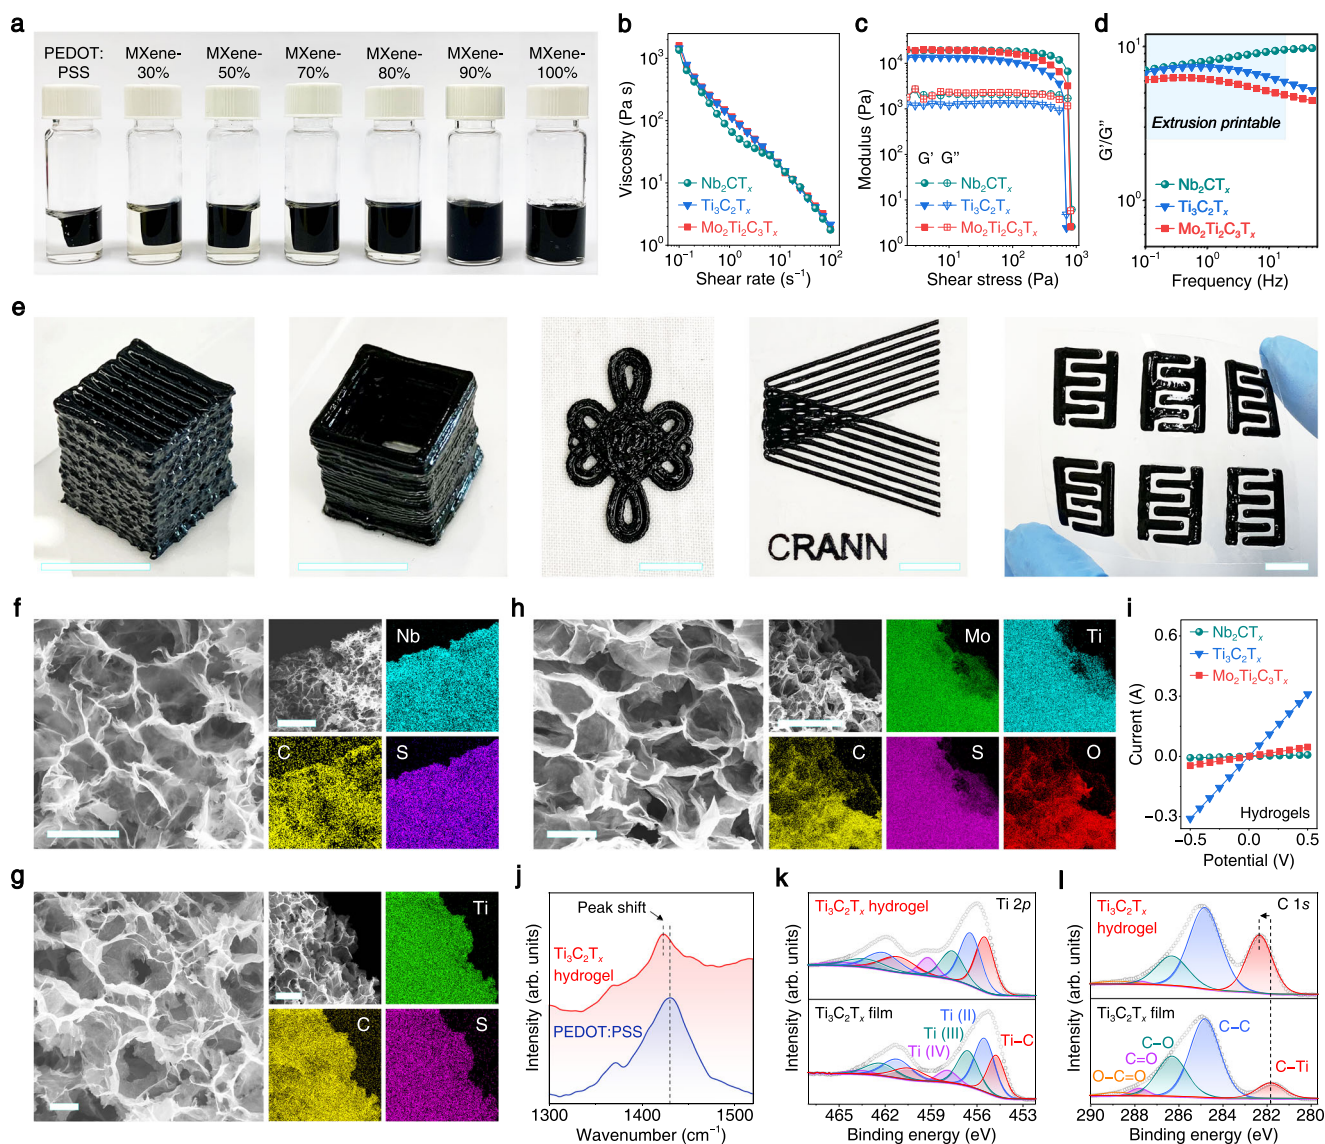 a
PEDOT:
PSS
MXene-
30%
MXene-
50%
MXene-
70%
MXene-
80%
MXene-
90%
MXene-
100%
b
Viscosity (Pa s)
10³
10²
10¹
10⁰
Nb₂CTₓ
Ti₃C₂Tₓ
Mo₂Ti₂C₃Tₓ
10⁻¹ 10⁰ 10¹ 10²
Shear rate (s⁻¹)
c
Modulus (Pa)
10⁴
10³
10²
10¹
10⁰
G' G''
Nb₂CTₓ
Ti₃C₂Tₓ
Mo₂Ti₂C₃Tₓ
10¹ 10² 10³
Shear stress (Pa)
d
G'/G''
10¹
10⁰
Extrusion printable
Nb₂CTₓ
Ti₃C₂Tₓ
Mo₂Ti₂C₃Tₓ
10⁻¹ 10⁰ 10¹
Frequency (Hz)
e
CRANN
f
Nb
C
S
h
Mo
Ti
C
S
O
i
Current (A)
0.6
0.3
0.0
−0.3
Nb₂CTₓ
Ti₃C₂Tₓ
Mo₂Ti₂C₃Tₓ
Hydrogels
−0.5 0.0 0.5
Potential (V)
g
Ti
C
S
j
Intensity (arb. units)
Peak shift
Ti₃C₂Tₓ
hydrogel
PEDOT:PSS
1300 1400 1500
Wavenumber (cm⁻¹)
k
Intensity (arb. units)
Ti₃C₂Tₓ hydrogel
Ti 2p
Ti₃C₂Tₓ film
Ti (II)
Ti (III)
Ti (IV)
Ti−C
465 462 459 456 453
Binding energy (eV)
l
Intensity (arb. units)
Ti₃C₂Tₓ
hydrogel
C 1s
Ti₃C₂Tₓ film
C−C
C−O
C=O
O−C=O
C−Ti
290 288 286 284 282 280
Binding energy (eV)